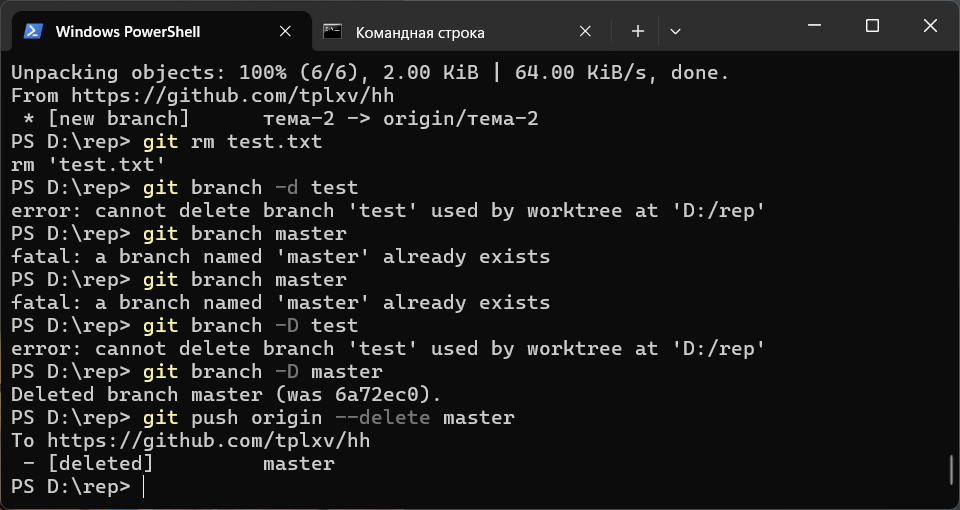 Windows PowerShell
Командная строка
Unpacking objects: 100% (6/6), 2.00 KiB | 64.00 KiB/s, done.
From https://github.com/tplxv/hh
 * [new branch]      тема-2 -> origin/тема-2
PS D:\rep> git rm test.txt
rm 'test.txt'
PS D:\rep> git branch -d test
error: cannot delete branch 'test' used by worktree at 'D:/rep'
PS D:\rep> git branch master
fatal: a branch named 'master' already exists
PS D:\rep> git branch master
fatal: a branch named 'master' already exists
PS D:\rep> git branch -D test
error: cannot delete branch 'test' used by worktree at 'D:/rep'
PS D:\rep> git branch -D master
Deleted branch master (was 6a72ec0).
PS D:\rep> git push origin --delete master
To https://github.com/tplxv/hh
 - [deleted]         master
PS D:\rep>